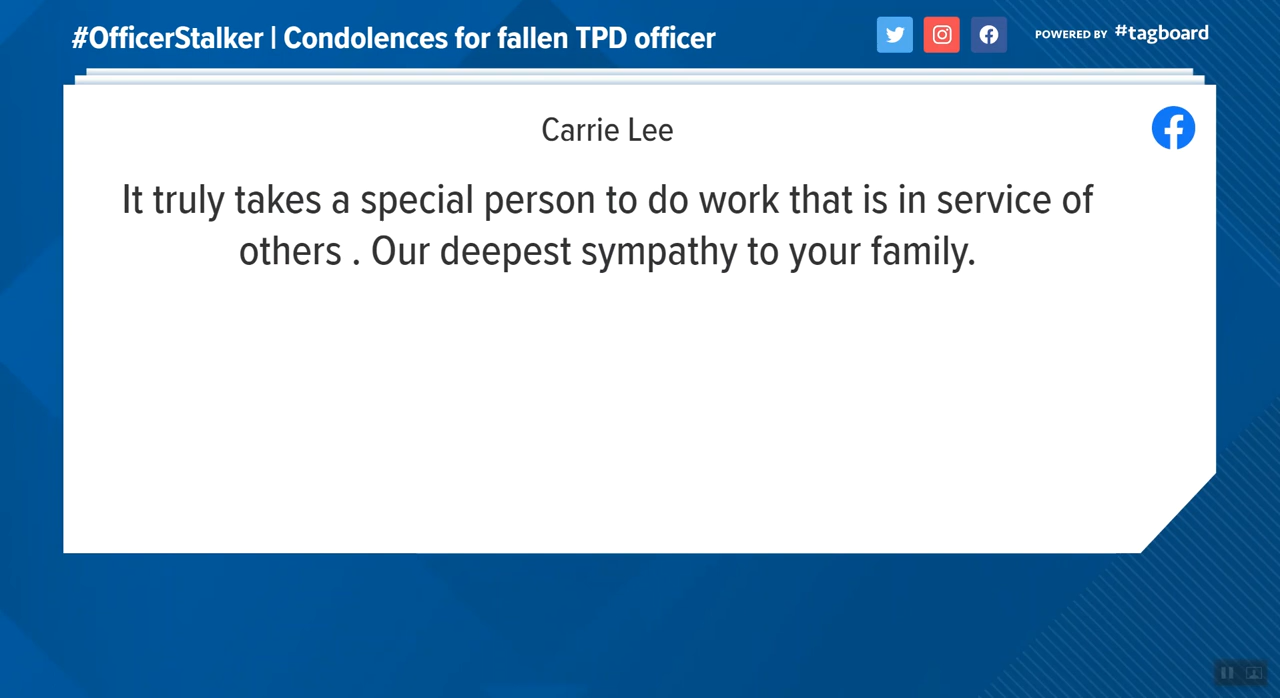 #OfficerStalker | Condolences for fallen TPD officer
POWERED BY #tagboard
Carrie Lee
It truly takes a special person to do work that is in service of
others . Our deepest sympathy to your family.